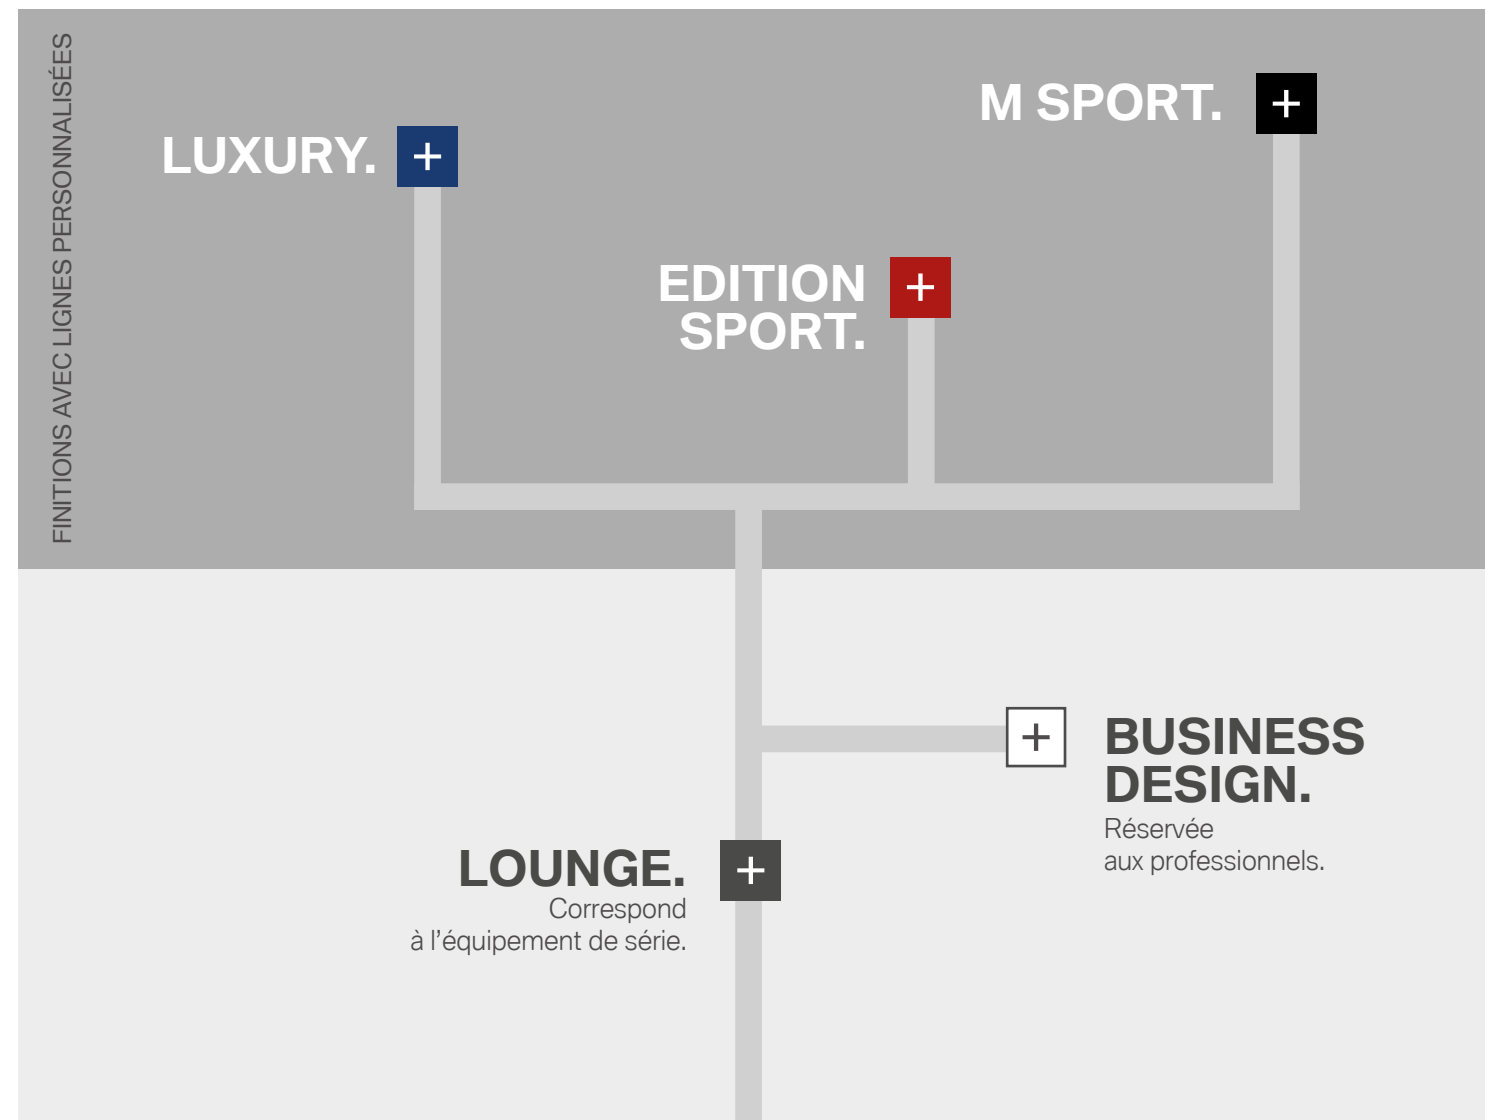 FINITIONS AVEC LIGNES PERSONNALISÉES
M SPORT.
LUXURY.
EDITION
SPORT.
BUSINESS
DESIGN.
Réservée
aux professionnels.
LOUNGE.
Correspond
à l’équipement de série.